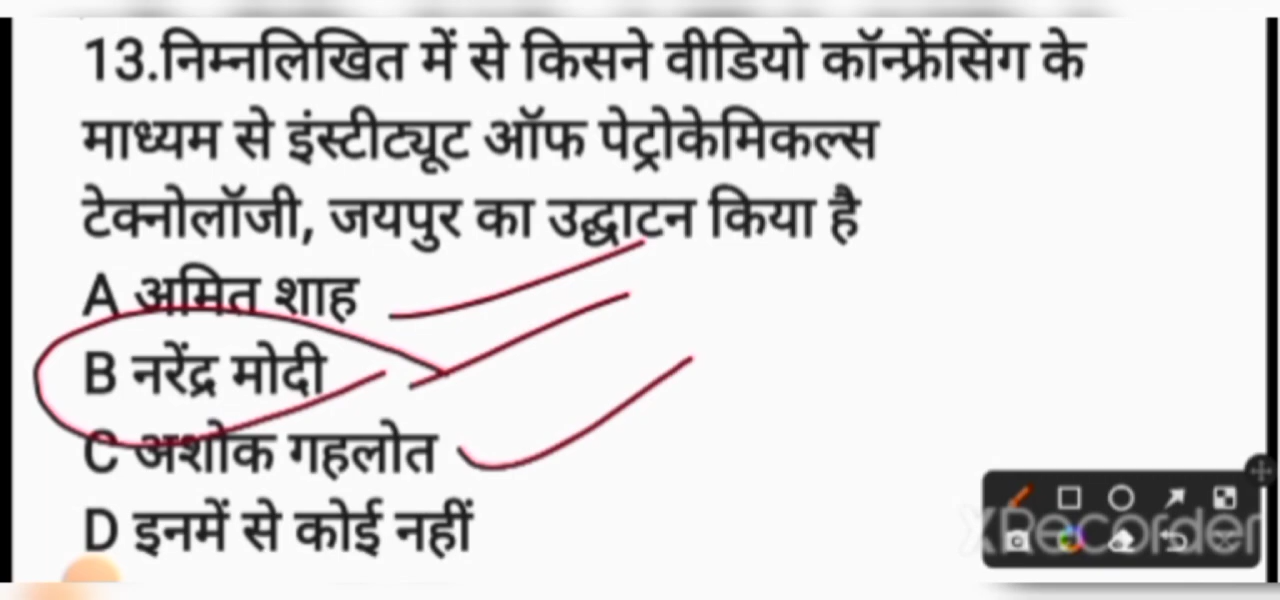 13.निम्नलिखित में से किसने वीडियो कॉन्फ्रेंसिंग के
माध्यम से इंस्टीट्यूट ऑफ पेट्रोकेमिकल्स
टेक्नोलॉजी, जयपुर का उद्घाटन किया है
A अमित शाह
B नरेंद्र मोदी
C अशोक गहलोत
D इनमें से कोई नहीं
XRecorder